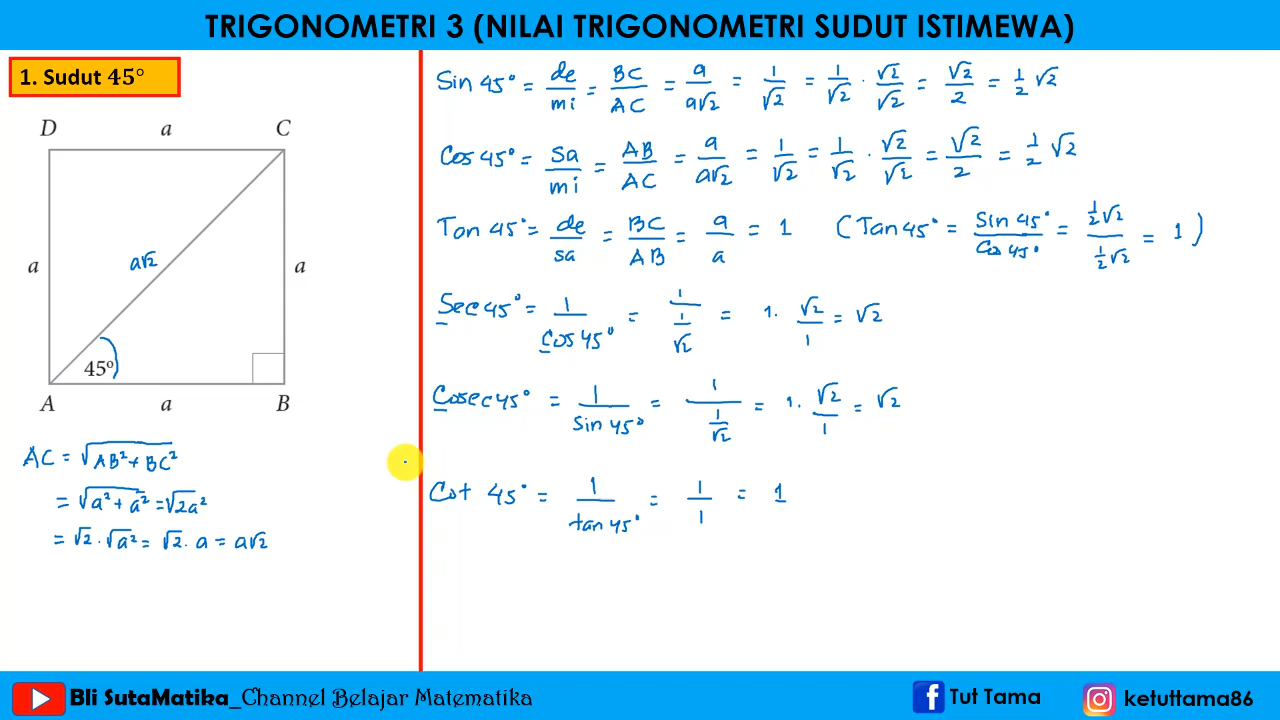 TRIGONOMETRI 3 (NILAI TRIGONOMETRI SUDUT ISTIMEWA)
1. Sudut 45°
D a C
a a√2 a
45°
A a B
AC = √(AB² + BC²)
= √(a² + a²) = √(2a²)
= √2 · √a² = √2 · a = a√2
Sin 45° = de/mi = BC/AC = a/a√2 = 1/√2 = 1/√2 · √2/√2 = √2/2 = 1/2 √2
Cos 45° = sa/mi = AB/AC = a/a√2 = 1/√2 = 1/√2 · √2/√2 = √2/2 = 1/2 √2
Tan 45° = de/sa = BC/AB = a/a = 1 (Tan 45° = Sin 45°/Cos 45° = 1/2 √2 / 1/2 √2 = 1)
Sec 45° = 1/Cos 45° = 1/(1/√2) = 1 · √2/1 = √2
Cosec 45° = 1/Sin 45° = 1/(1/√2) = 1 · √2/1 = √2
Cot 45° = 1/tan 45° = 1/1 = 1
Bli SutaMatika_Channel Belajar Matematika
Tut Tama
ketuttama86